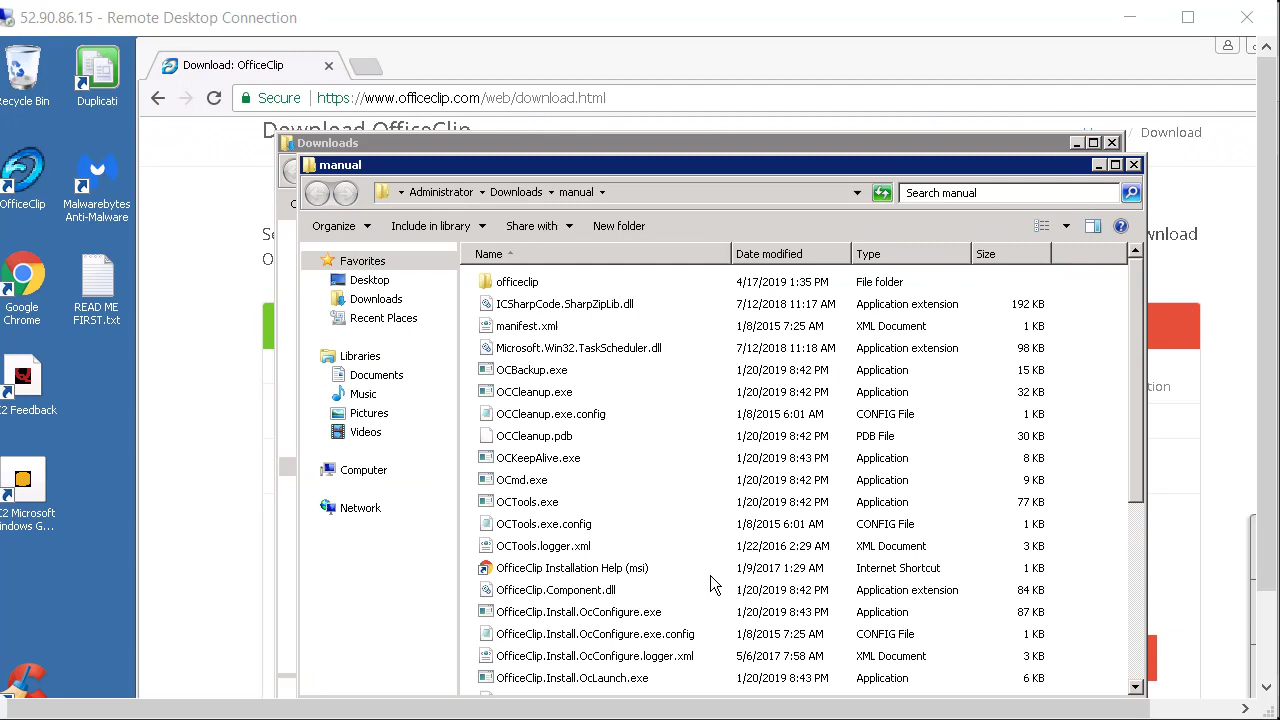 52.90.86.15 - Remote Desktop Connection
Download: OfficeClip
Secure
https://www.officeclip.com/web/download.html
Recycle Bin
Duplicati
OfficeClip
Malwarebytes
Anti-Malware
Google
Chrome
READ ME
FIRST.txt
C2 Feedback
C2 Microsoft
Windows G...
Download OfficeClip
Download
Downloads
manual
Administrator
Downloads
manual
Search manual
Organize
Include in library
Share with
New folder
Favorites
Desktop
Downloads
Recent Places
Libraries
Documents
Music
Pictures
Videos
Computer
Network
Name Date modified Type Size
officeclip 4/17/2019 1:35 PM File folder
ICSharpCode.SharpZipLib.dll 7/12/2018 11:17 AM Application extension 192 KB
manifest.xml 1/8/2015 7:25 AM XML Document 1 KB
Microsoft.Win32.TaskScheduler.dll 7/12/2018 11:18 AM Application extension 98 KB
OCBackup.exe 1/20/2019 8:42 PM Application 15 KB
OCCleanup.exe 1/20/2019 8:42 PM Application 32 KB
OCCleanup.exe.config 1/20/2015 6:01 AM CONFIG File 1 KB
OCCleanup.pdb 1/20/2019 8:42 PM PDB File 30 KB
OCKeepAlive.exe 1/20/2019 8:43 PM Application 8 KB
OCmd.exe 1/20/2019 8:42 PM Application 9 KB
OCTools.exe 1/20/2019 8:42 PM Application 77 KB
OCTools.exe.config 1/20/2015 6:01 AM CONFIG File 1 KB
OCTools.logger.xml 1/22/2016 2:29 AM XML Document 3 KB
OfficeClip Installation Help (msi) 1/9/2017 1:29 AM Internet Shortcut 1 KB
OfficeClip.Component.dll 1/20/2019 8:42 PM Application extension 84 KB
OfficeClip.Install.OcConfigure.exe 1/20/2019 8:43 PM Application 87 KB
OfficeClip.Install.OcConfigure.exe.config 1/8/2015 7:25 AM CONFIG File 1 KB
OfficeClip.Install.OcConfigure.logger.xml 5/6/2017 7:58 AM XML Document 3 KB
OfficeClip.Install.OcLaunch.exe 1/20/2019 8:43 PM Application 6 KB